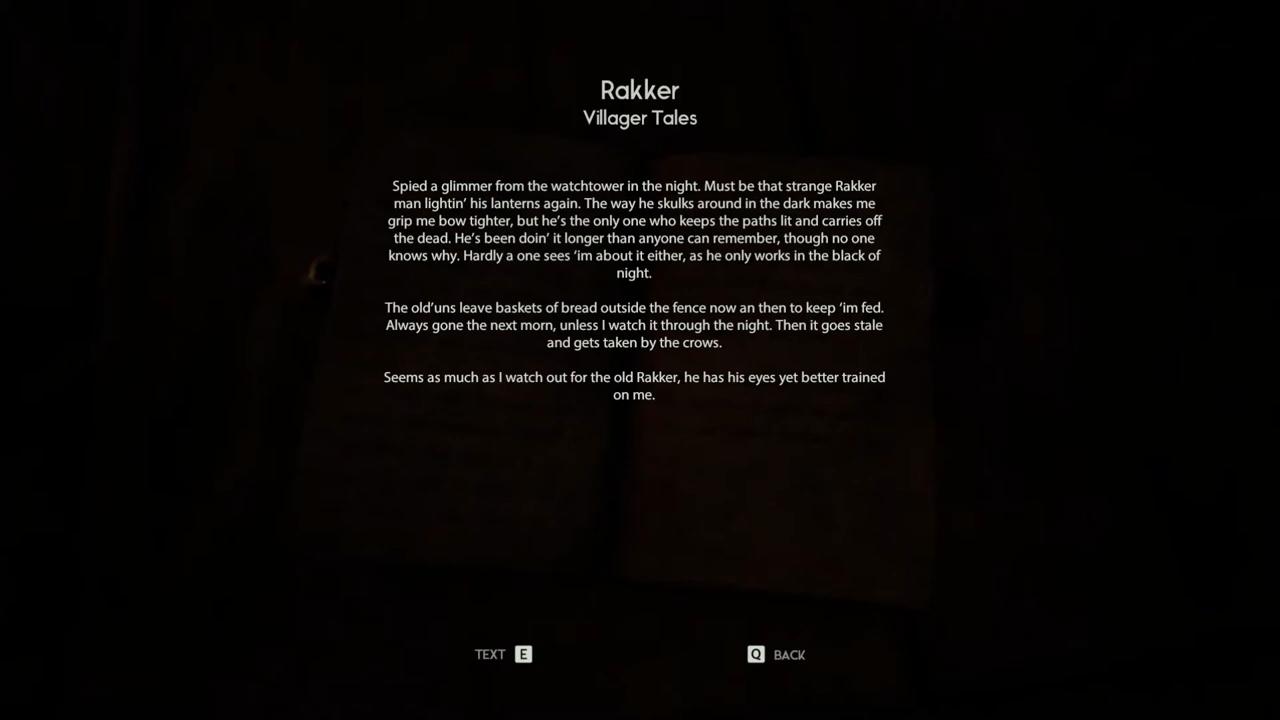 Rakker
Villager Tales
Spied a glimmer from the watchtower in the night. Must be that strange Rakker
man lightin’ his lanterns again. The way he skulks around in the dark makes me
grip me bow tighter, but he’s the only one who keeps the paths lit and carries off
the dead. He’s been doin’ it longer than anyone can remember, though no one
knows why. Hardly a one sees ‘im about it either, as he only works in the black of
night.
The old’uns leave baskets of bread outside the fence now an then to keep ‘im fed.
Always gone the next morn, unless I watch it through the night. Then it goes stale
and gets taken by the crows.
Seems as much as I watch out for the old Rakker, he has his eyes yet better trained
on me.
TEXT E
Q BACK